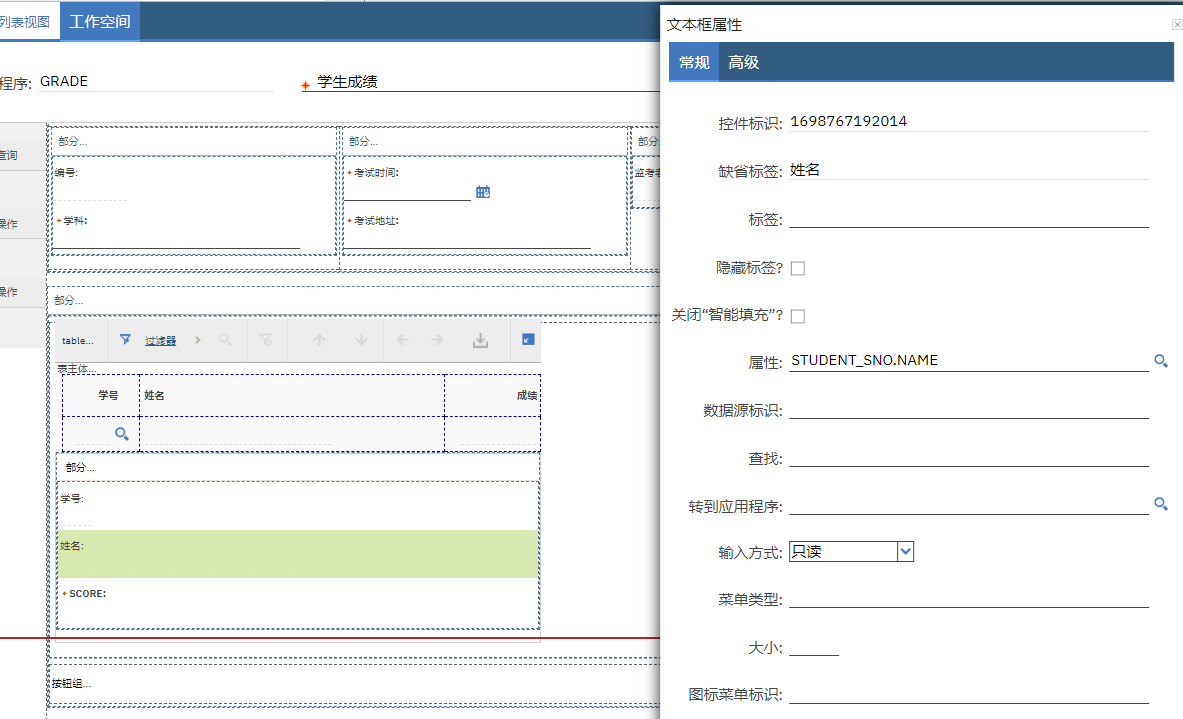 列表视图 工作空间
程序: GRADE 学生成绩
部分... 部分... 部分
查询
编号: 考试时间: 监考
操作
学科: 考试地址:
操作
部分...
table... 过滤器
表主体...
学号 姓名 成绩
部分...
学号:
姓名:
SCORE:
按钮组...
文本框属性
常规 高级
控件标识: 1698767192014
缺省标签: 姓名
标签:
隐藏标签?
关闭“智能填充”?
属性: STUDENT_SNO.NAME
数据源标识:
查找:
转到应用程序:
输入方式: 只读
菜单类型:
大小:
图标菜单标识: